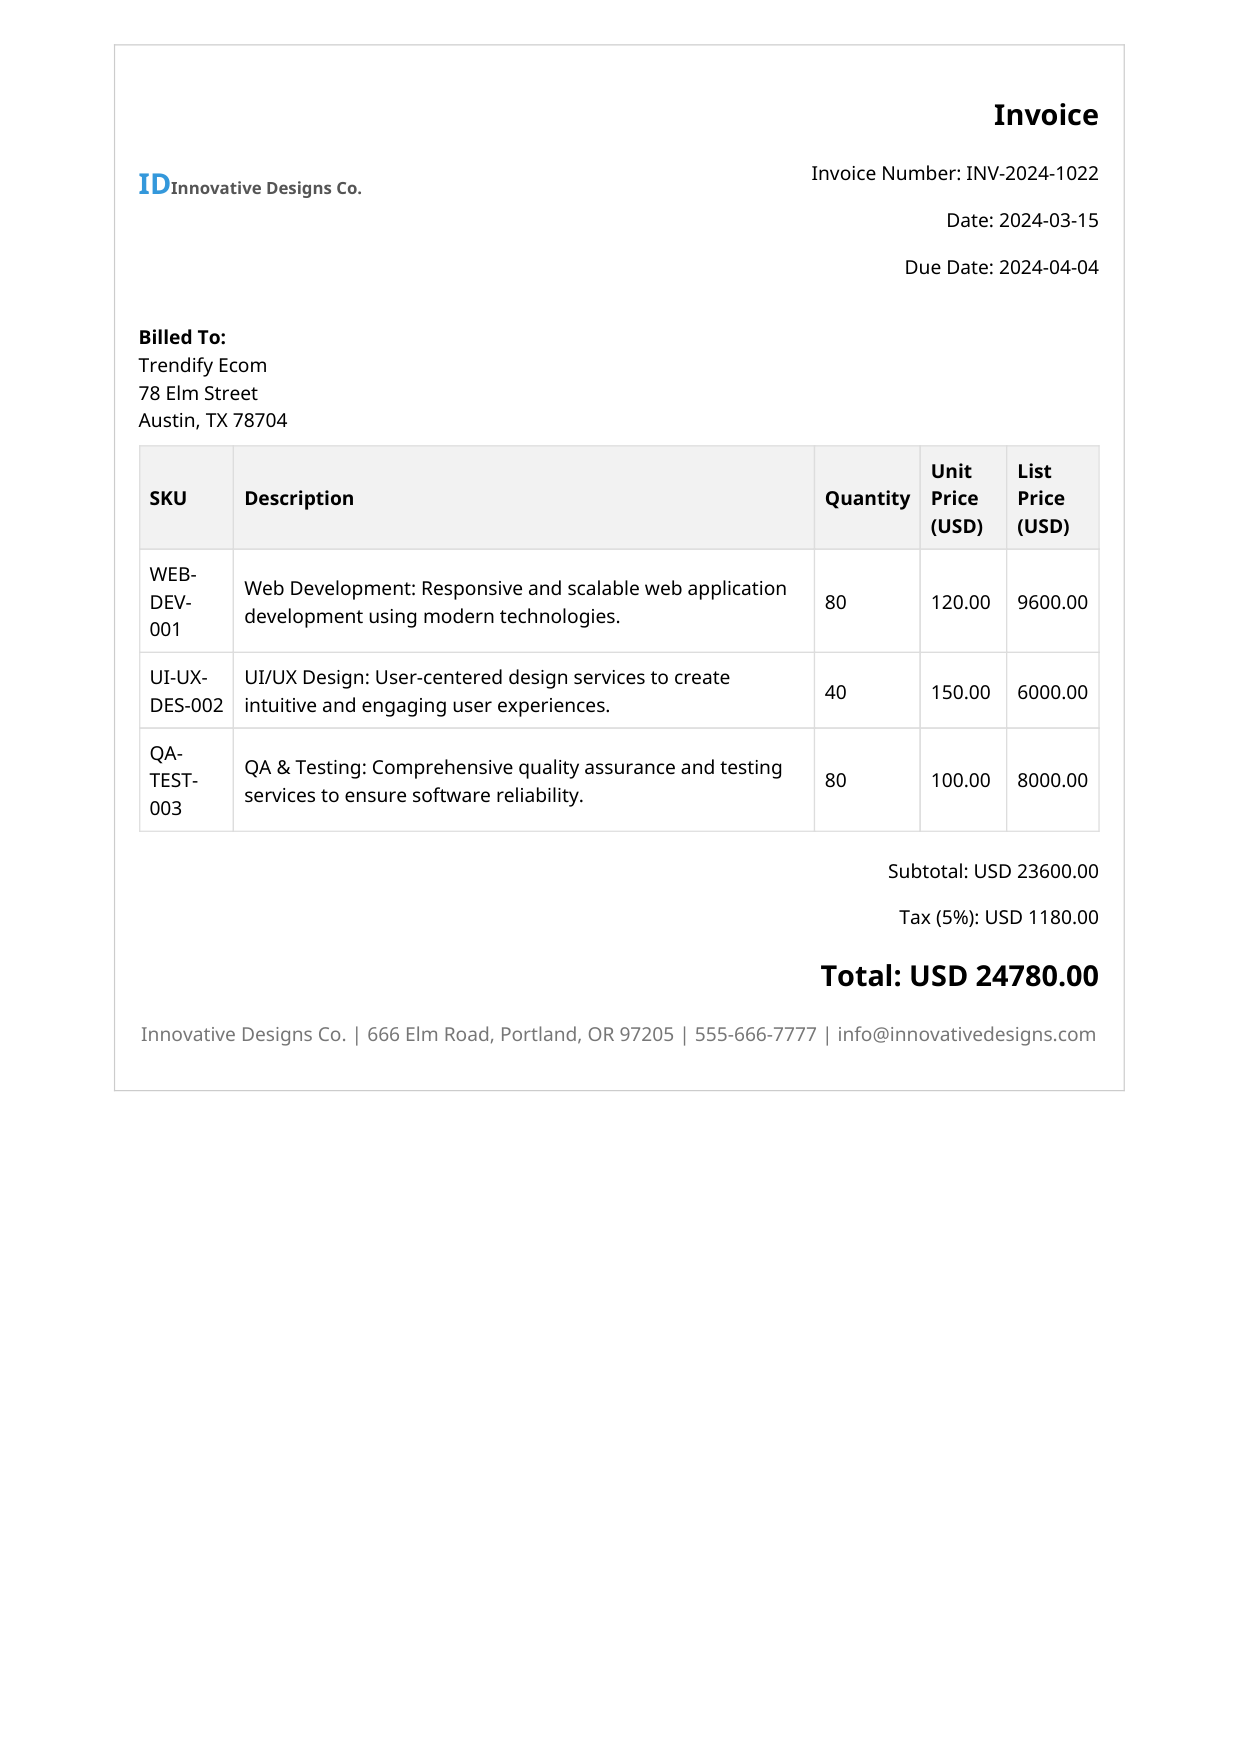 Invoice
IDInnovative Designs Co.
Invoice Number: INV-2024-1022
Date: 2024-03-15
Due Date: 2024-04-04
Billed To:
Trendify Ecom
78 Elm Street
Austin, TX 78704
SKU
Description
Quantity
Unit
Price
(USD)
List
Price
(USD)
WEB-
DEV-
001
Web Development: Responsive and scalable web application
development using modern technologies.
80
120.00
9600.00
UI-UX-
DES-002
UI/UX Design: User-centered design services to create
intuitive and engaging user experiences.
40
150.00
6000.00
QA-
TEST-
003
QA & Testing: Comprehensive quality assurance and testing
services to ensure software reliability.
80
100.00
8000.00
Subtotal: USD 23600.00
Tax (5%): USD 1180.00
Total: USD 24780.00
Innovative Designs Co. | 666 Elm Road, Portland, OR 97205 | 555-666-7777 | info@innovativedesigns.com